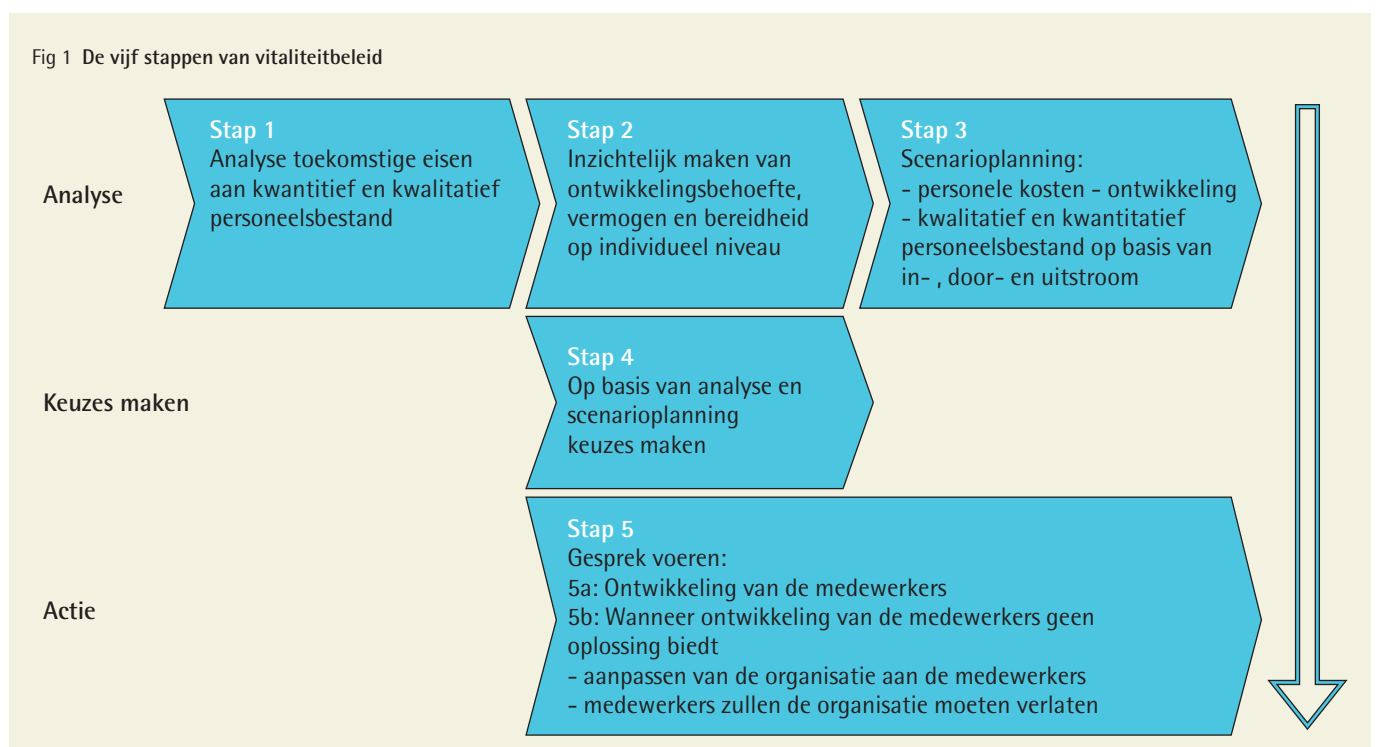 Fig 1 De vijf stappen van vitaliteitbeleid
Analyse
Stap 1
Analyse toekomstige eisen
aan kwantitief en kwalitatief
personeelsbestand
Stap 2
Inzichtelijk maken van
ontwikkelingsbehoefte,
vermogen en bereidheid
op individueel niveau
Stap 3
Scenarioplanning:
- personele kosten - ontwikkeling
- kwalitatief en kwantitatief
personeelsbestand op basis van
in- , door- en uitstroom
Keuzes maken
Stap 4
Op basis van analyse en
scenarioplanning
keuzes maken
Actie
Stap 5
Gesprek voeren:
5a: Ontwikkeling van de medewerkers
5b: Wanneer ontwikkeling van de medewerkers geen
oplossing biedt
- aanpassen van de organisatie aan de medewerkers
- medewerkers zullen de organisatie moeten verlaten